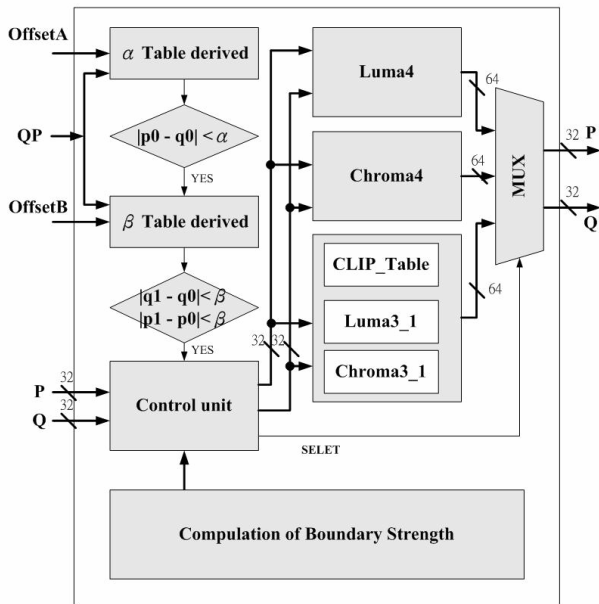 OffsetA
α Table derived
QP
|p0 - q0| < α
YES
OffsetB
β Table derived
|q1 - q0| < β
|p1 - p0| < β
YES
P
32
Q
32
Control unit
32
32
SELET
Compulation of Boundary Strength
Luma4
64
Chroma4
64
CLIP_Table
Luma3_1
Chroma3_1
64
MUX
32
P
32
Q